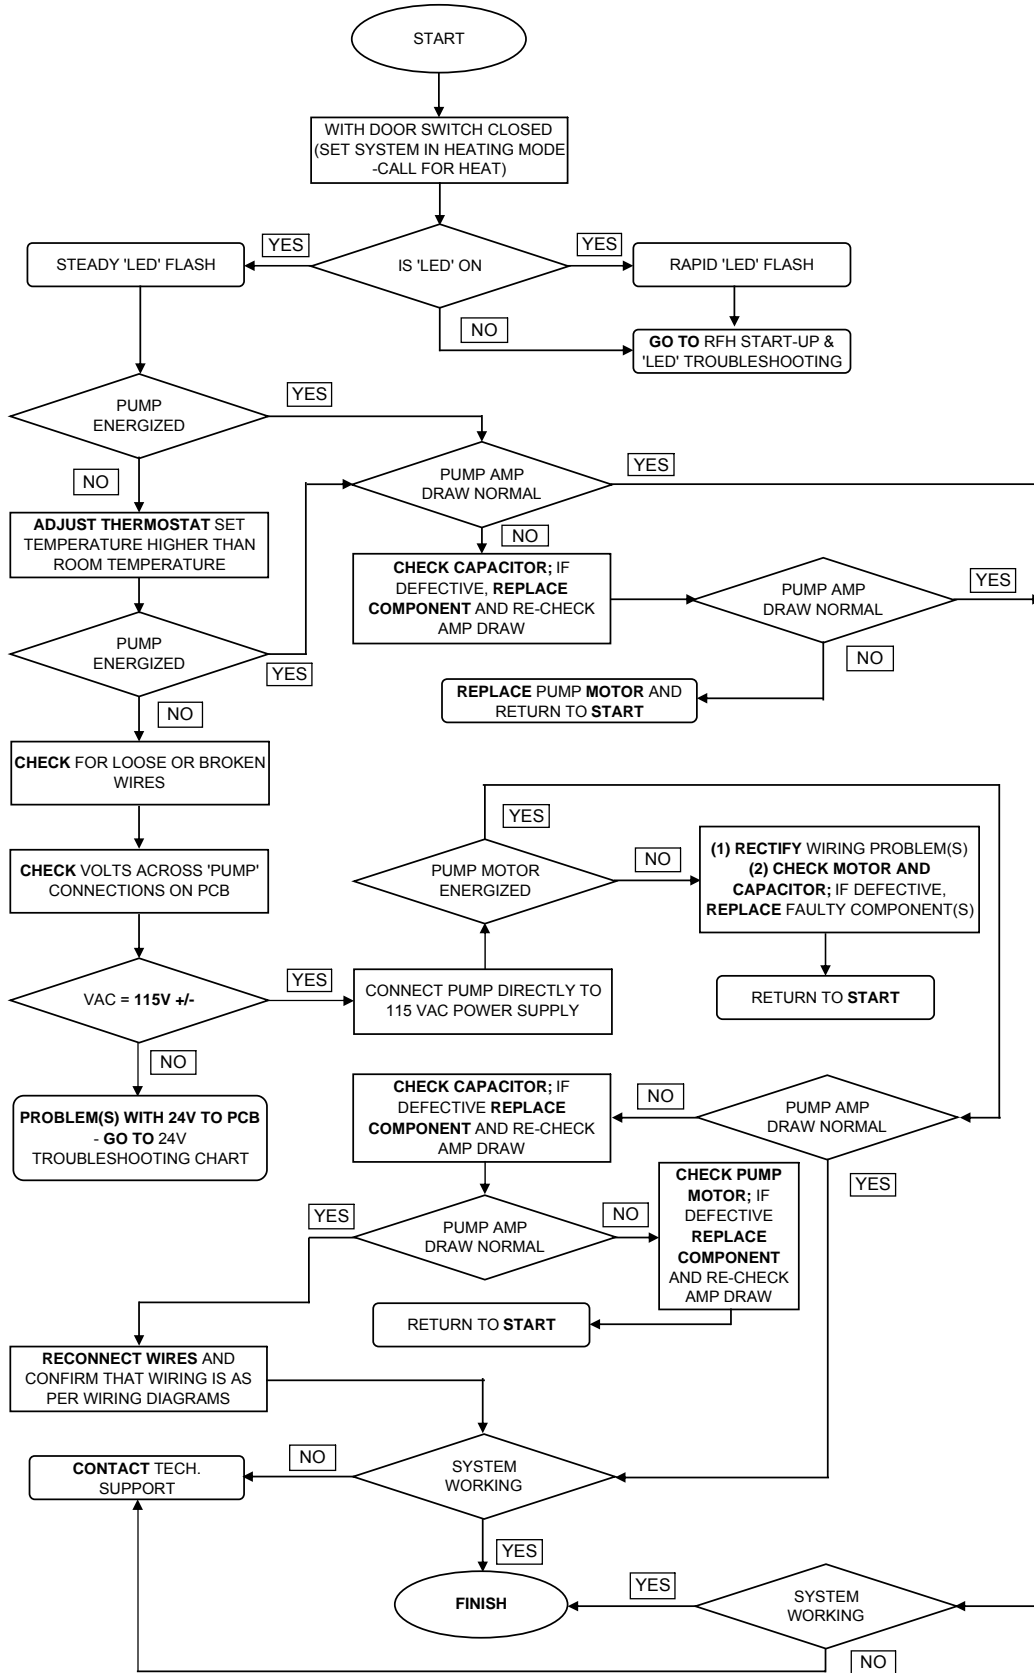 START
WITH DOOR SWITCH CLOSED
(SET SYSTEM IN HEATING MODE
-CALL FOR HEAT)
YES
YES
STEADY 'LED' FLASH
IS 'LED' ON
RAPID 'LED' FLASH
NO
GO TO RFH START-UP &
'LED' TROUBLESHOOTING
PUMP
ENERGIZED
YES
NO
PUMP AMP
DRAW NORMAL
YES
ADJUST THERMOSTAT SET
TEMPERATURE HIGHER THAN
ROOM TEMPERATURE
NO
CHECK CAPACITOR; IF
DEFECTIVE, REPLACE
COMPONENT AND RE-CHECK
AMP DRAW
PUMP AMP
DRAW NORMAL
YES
PUMP
ENERGIZED
YES
NO
NO
REPLACE PUMP MOTOR AND
RETURN TO START
CHECK FOR LOOSE OR BROKEN
WIRES
YES
CHECK VOLTS ACROSS 'PUMP'
CONNECTIONS ON PCB
PUMP MOTOR
ENERGIZED
NO
(1) RECTIFY WIRING PROBLEM(S)
(2) CHECK MOTOR AND
CAPACITOR; IF DEFECTIVE,
REPLACE FAULTY COMPONENT(S)
VAC = 115V +/-
YES
CONNECT PUMP DIRECTLY TO
115 VAC POWER SUPPLY
RETURN TO START
NO
PROBLEM(S) WITH 24V TO PCB
- GO TO 24V
TROUBLESHOOTING CHART
CHECK CAPACITOR; IF
DEFECTIVE REPLACE
COMPONENT AND RE-CHECK
AMP DRAW
NO
PUMP AMP
DRAW NORMAL
YES
YES
PUMP AMP
DRAW NORMAL
NO
CHECK PUMP
MOTOR; IF
DEFECTIVE
REPLACE
COMPONENT
AND RE-CHECK
AMP DRAW
RETURN TO START
RECONNECT WIRES AND
CONFIRM THAT WIRING IS AS
PER WIRING DIAGRAMS
CONTACT TECH.
SUPPORT
NO
SYSTEM
WORKING
YES
FINISH
YES
SYSTEM
WORKING
NO